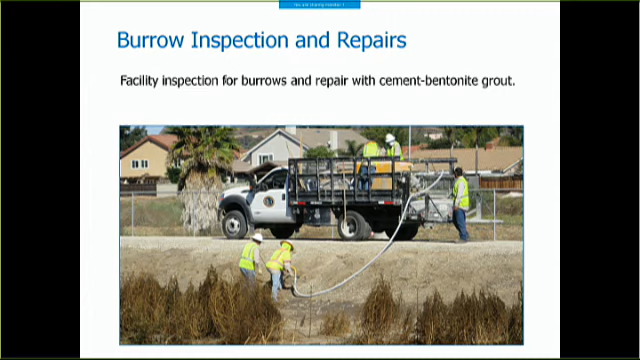 Burrow Inspection and Repairs
Facility inspection for burrows and repair with cement-bentonite grout.